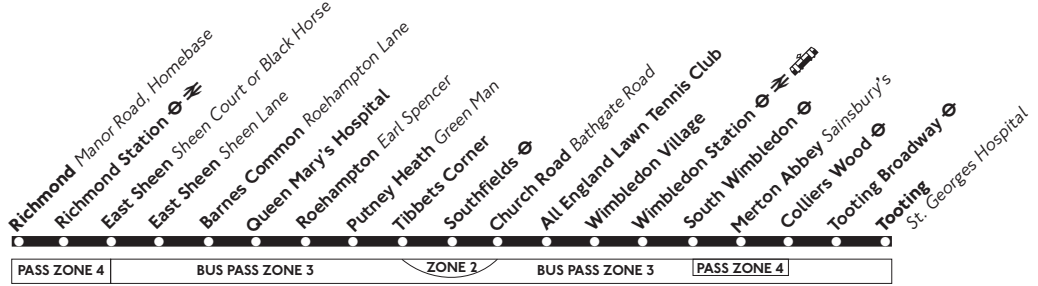 Richmond Manor Road, Homebase
Richmond Station
East Sheen Sheen Court or Black Horse
East Sheen Sheen Lane
Barnes Common Roehampton Lane
Queen Mary's Hospital
Roehampton Earl Spencer
Putney Heath Green Man
Tibbets Corner
Southfields
Church Road Bathgate Road
All England Lawn Tennis Club
Wimbledon Village
Wimbledon Station
South Wimbledon
Merton Abbey Sainsbury's
Colliers Wood
Tooting Broadway
Tooting
St. Georges Hospital
PASS ZONE 4
BUS PASS ZONE 3
ZONE 2
BUS PASS ZONE 3
PASS ZONE 4